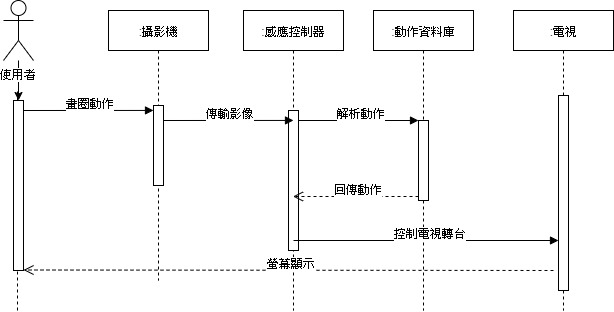 :攝影機
:感應控制器
:動作資料庫
:電視
使用者
畫圈動作
傳輸影像
解析動作
回傳動作
控制電視轉台
螢幕顯示